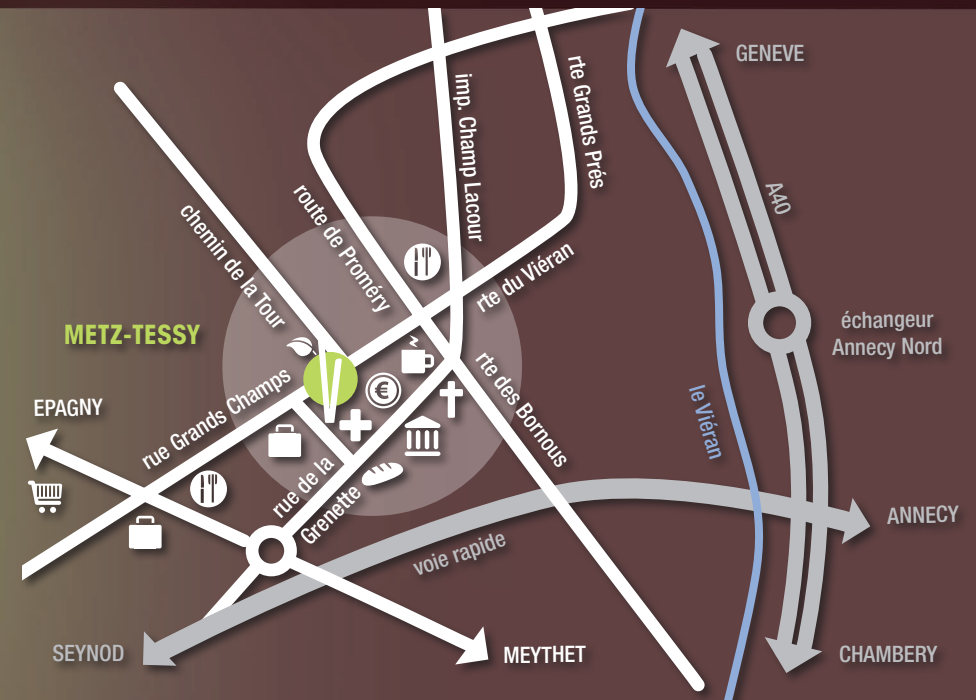 GENEVE
imp. Champ Lacour
rte Grands Prés
A40
chemin de la Tour
route de Proméry
rte du Viéran
METZ-TESSY
échangeur
Annecy Nord
rue Grands Champs
€
rte des Bornous
le Viéran
EPAGNY
rue de la
Grenette
voie rapide
ANNECY
SEYNOD
MEYTHET
CHAMBERY